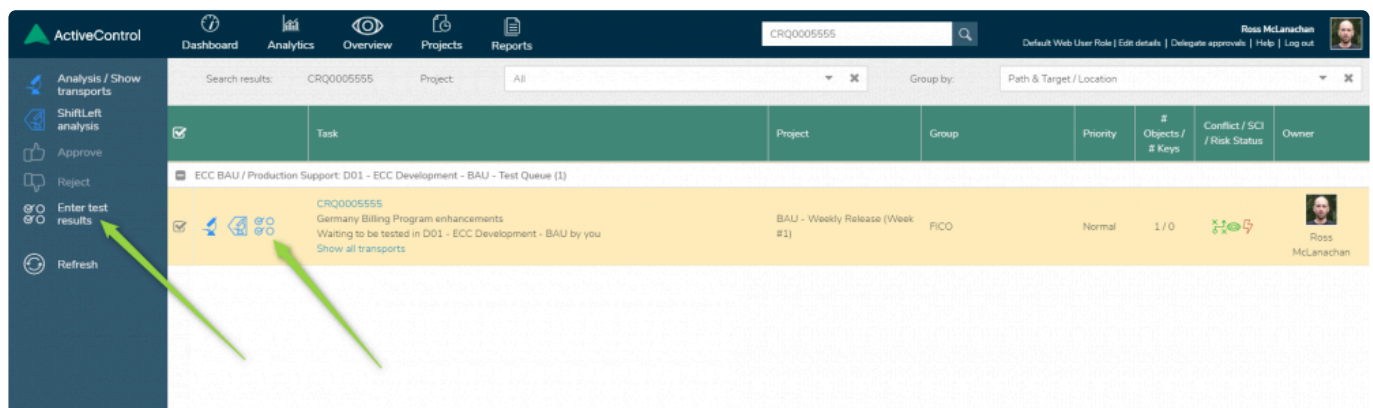 ActiveControl
Dashboard
Analytics
Overview
Projects
Reports
CRQ0005555
Ross McLanachan
Default Web User Role | Edit details | Delegate approvals | Help | Log out
Analysis / Show
transports
ShiftLeft
analysis
Approve
Reject
Enter test
results
Refresh
Search results: CRQ0005555 Project: All Group by: Path & Target / Location
Task
Project
Group
Priority
#
Objects /
# Keys
Conflict / SCI
/ Risk Status
Owner
ECC BAU / Production Support: D01 - ECC Development - BAU - Test Queue (1)
CRQ0005555
Germany Billing Program enhancements
Waiting to be tested in D01 - ECC Development - BAU by you
Show all transports
BAU - Weekly Release (Week
#1)
FICO
Normal
1 / 0
Ross
McLanachan